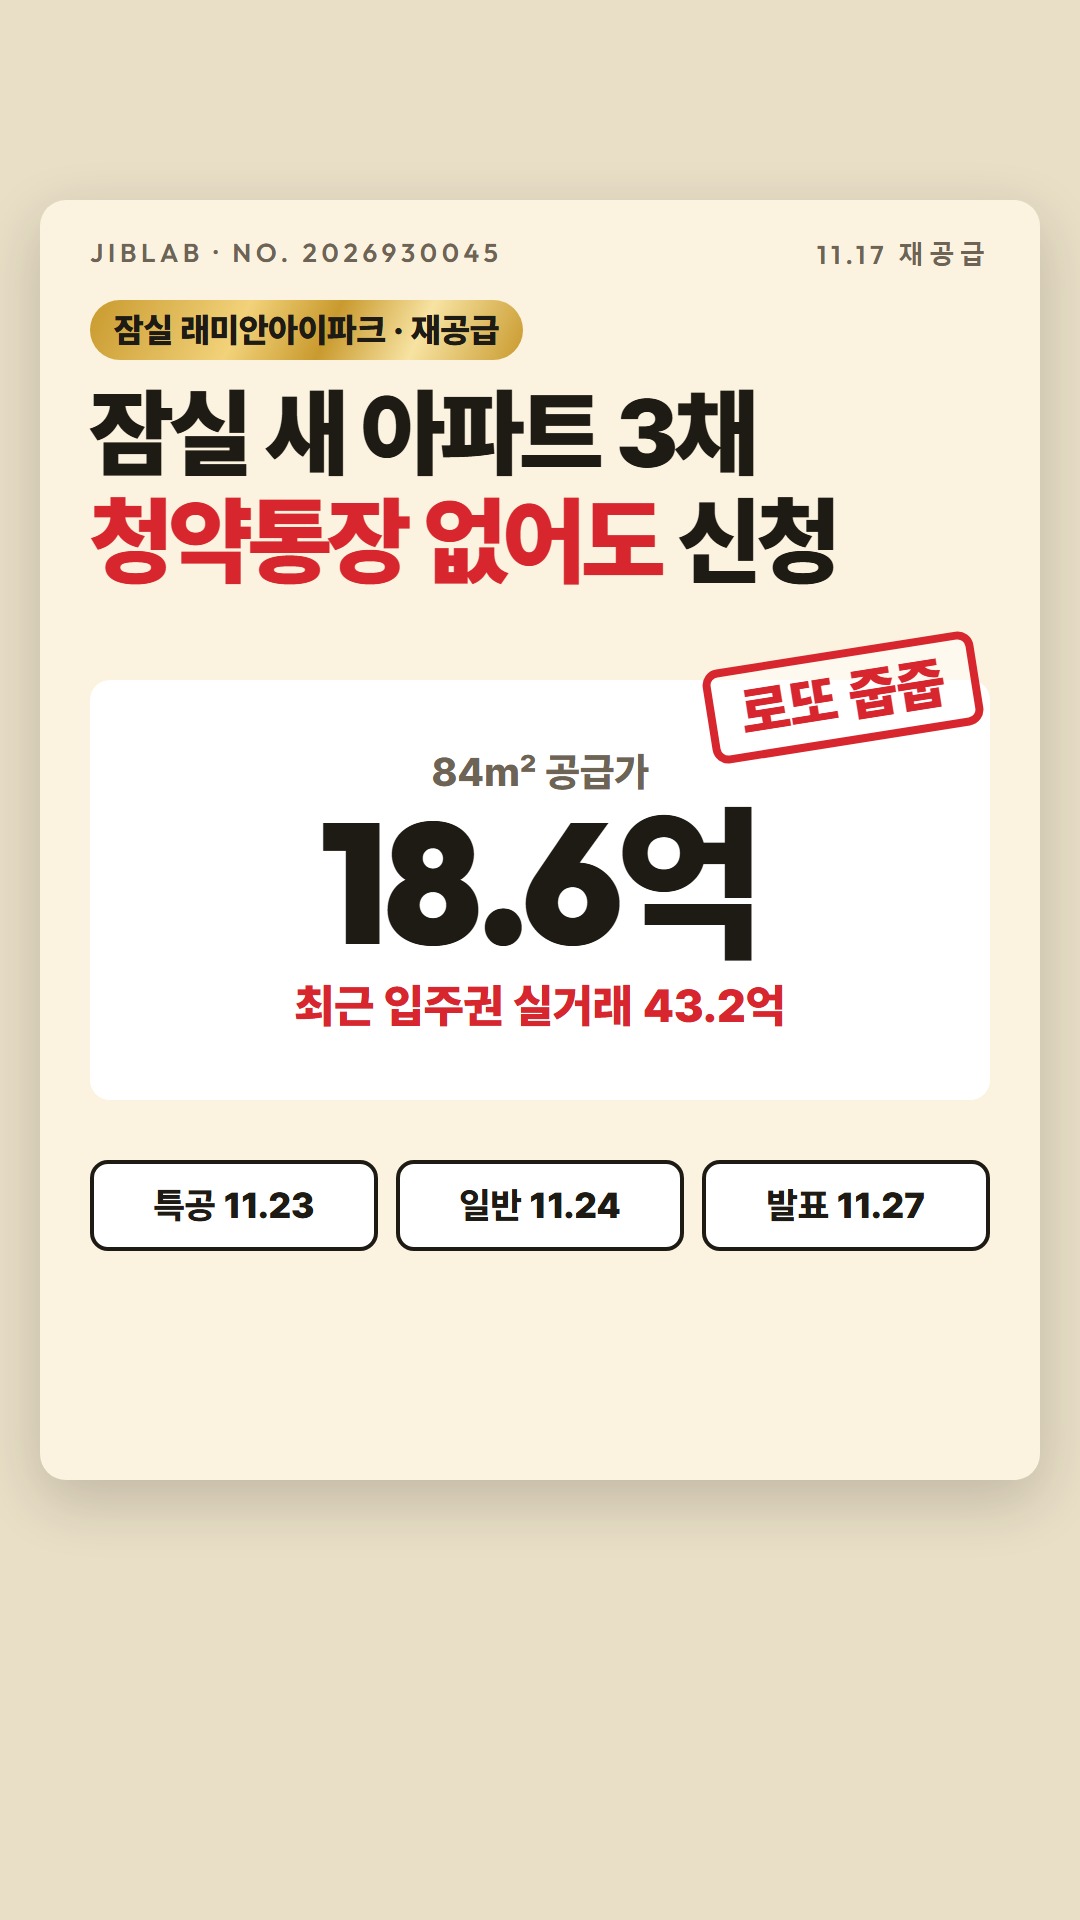 JIBLAB · NO. 2026930045
11.17 재공급
잠실 래미안아이파크 · 재공급
잠실 새 아파트 3채
청약통장 없어도 신청
로또 줍줍
84m² 공급가
18.6억
최근 입주권 실거래 43.2억
특공 11.23
일반 11.24
발표 11.27